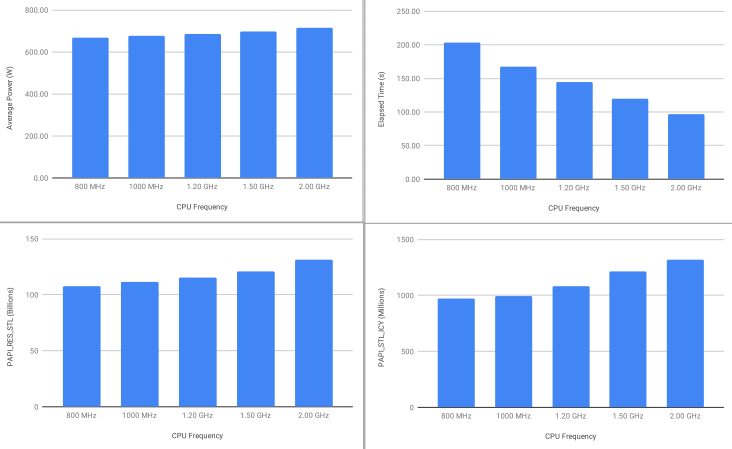 800.00
600.00
400.00
200.00
0.00
Average Power (W)
800 MHz 1000 MHz 1.20 GHz 1.50 GHz 2.00 GHz
CPU Frequency
250.00
200.00
150.00
100.00
50.00
0.00
Elapsed Time (s)
800 MHz 1000 MHz 1.20 GHz 1.50 GHz 2.00 GHz
CPU Frequency
150
100
50
0
PAPI_RES_STL (Billions)
800 MHz 1000 MHz 1.20 GHz 1.50 GHz 2.00 GHz
CPU Frequency
1500
1000
500
0
PAPI_STL_ICY (Millions)
800 MHz 1000 MHz 1.20 GHz 1.50 GHz 2.00 GHz
CPU Frequency